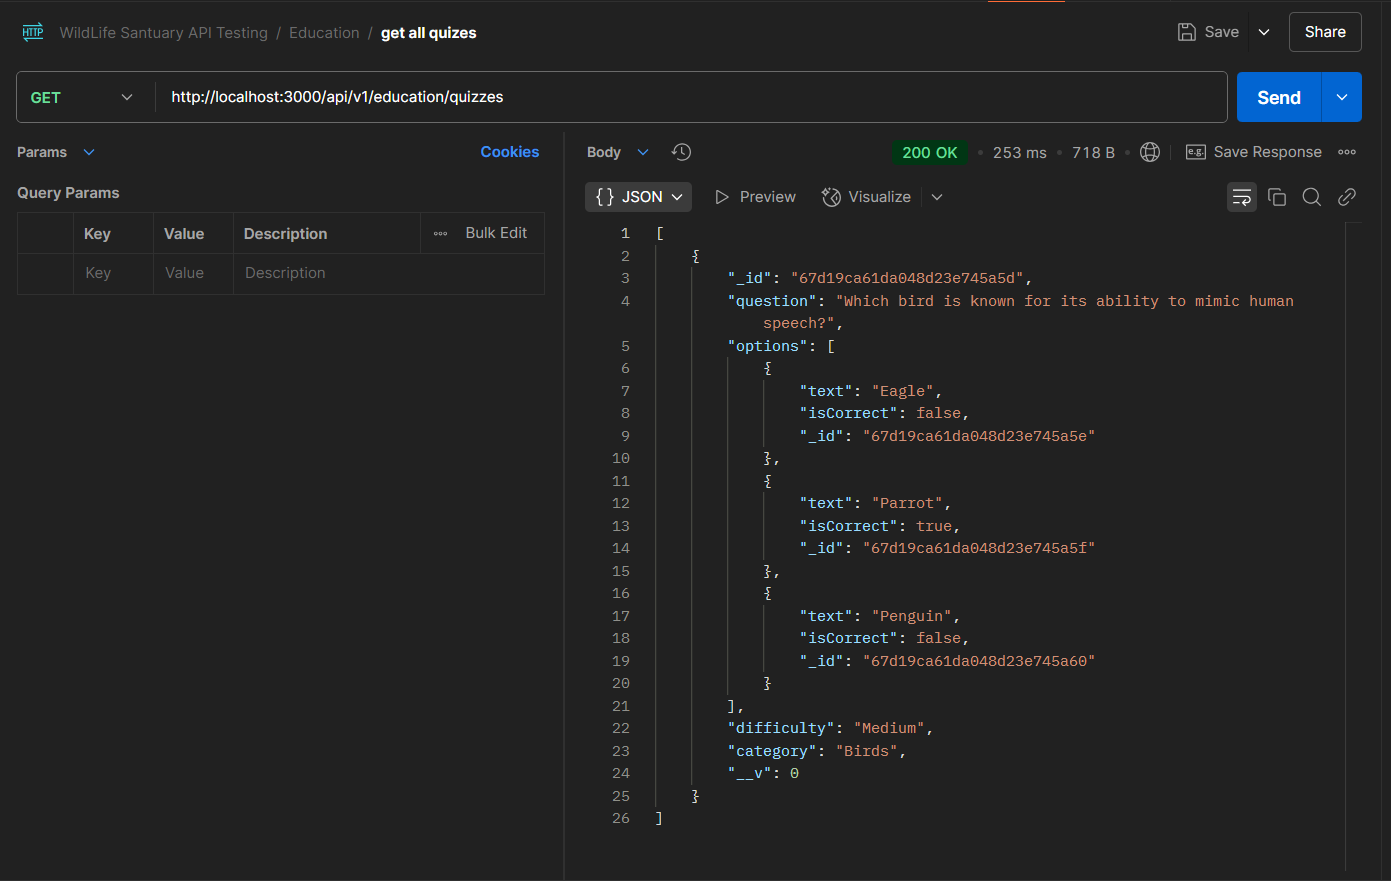 HTTP WildLife Santuary API Testing / Education / get all quizes Save Share
GET http://localhost:3000/api/v1/education/quizzes Send
Params Cookies
Query Params
Key Value Description Bulk Edit
Key Value Description
Body 200 OK • 253 ms • 718 B • e.g. Save Response
{} JSON Preview Visualize
1 [
2 {
3 "_id": "67d19ca61da048d23e745a5d",
4 "question": "Which bird is known for its ability to mimic human
speech?",
5 "options": [
6 {
7 "text": "Eagle",
8 "isCorrect": false,
9 "_id": "67d19ca61da048d23e745a5e"
10 },
11 {
12 "text": "Parrot",
13 "isCorrect": true,
14 "_id": "67d19ca61da048d23e745a5f"
15 },
16 {
17 "text": "Penguin",
18 "isCorrect": false,
19 "_id": "67d19ca61da048d23e745a60"
20 }
21 ],
22 "difficulty": "Medium",
23 "category": "Birds",
24 "__v": 0
25 }
26 ]